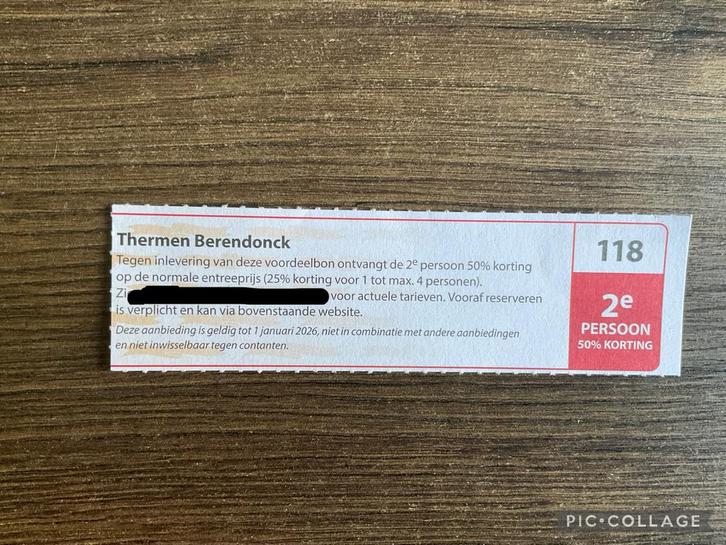 Thermen Berendonck
Tegen inlevering van deze voordeelbon ontvangt de 2e persoon 50% korting
op de normale entreeprijs (25% korting voor 1 tot max. 4 personen).
Zi voor actuele tarieven. Vooraf reserveren
is verplicht en kan via bovenstaande website.
Deze aanbieding is geldig tot 1 januari 2026, niet in combinatie met andere aanbiedingen
en niet inwisselbaar tegen contanten.
118
2e
PERSOON
50% KORTING
PIC•COLLAGE